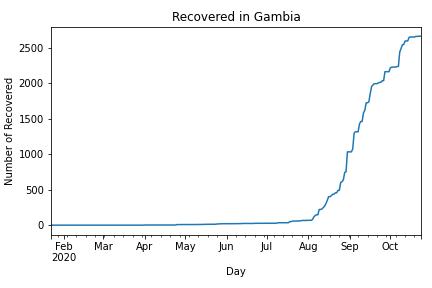 Recovered in Gambia
Number of Recovered
2500
2000
1500
1000
500
0
Feb Mar Apr May Jun Jul Aug Sep Oct
2020
Day